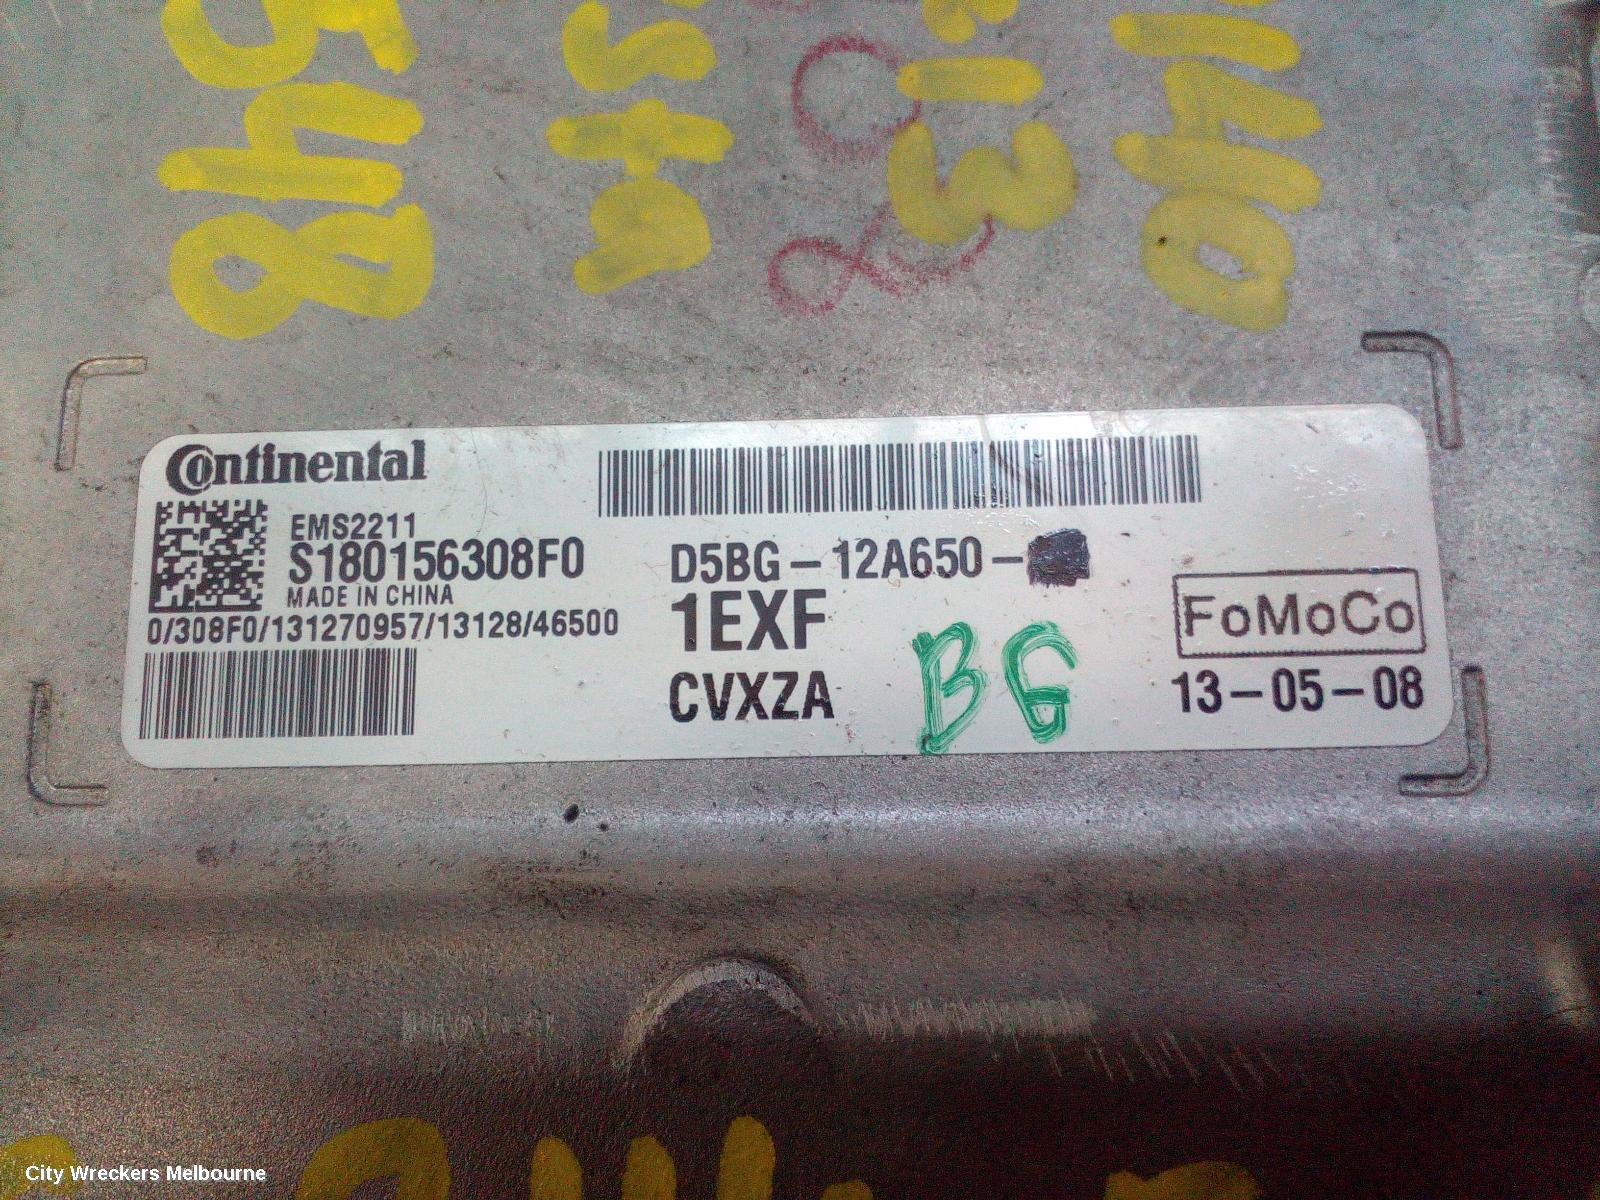 Continental
EMS2211
S180156308F0
MADE IN CHINA
0/308F0/131270957/13128/46500
D5BG-12A650-
1EXF
CVXZA
BG
FoMoCo
13-05-08
City Wreckers Melbourne